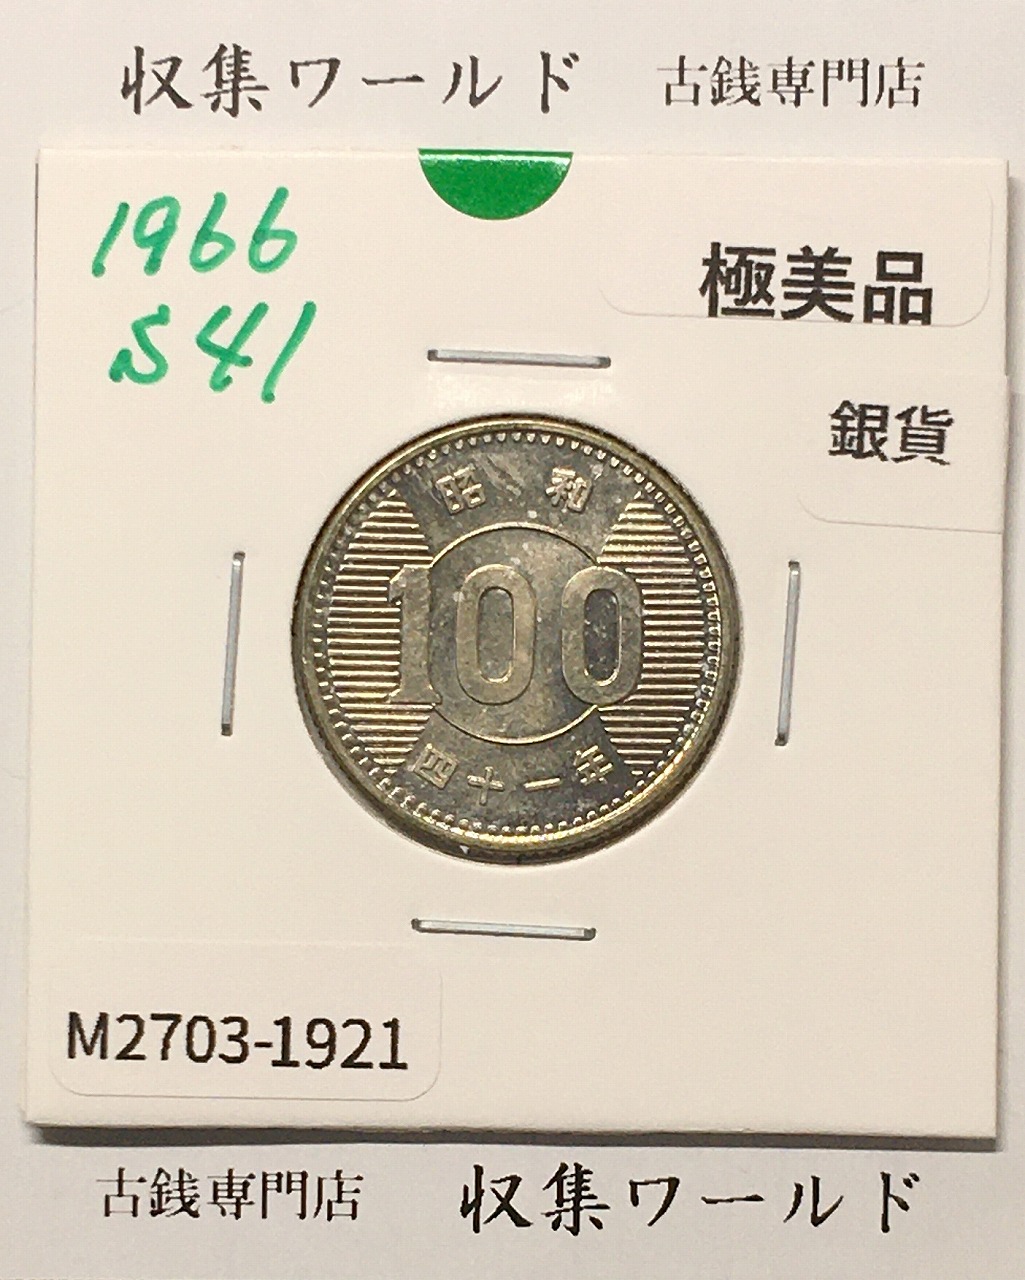 収集ワールド 古銭専門店
1966
S41
極美品
銀貨
昭和
100
四十一年
M2703-1921
古銭専門店 収集ワールド